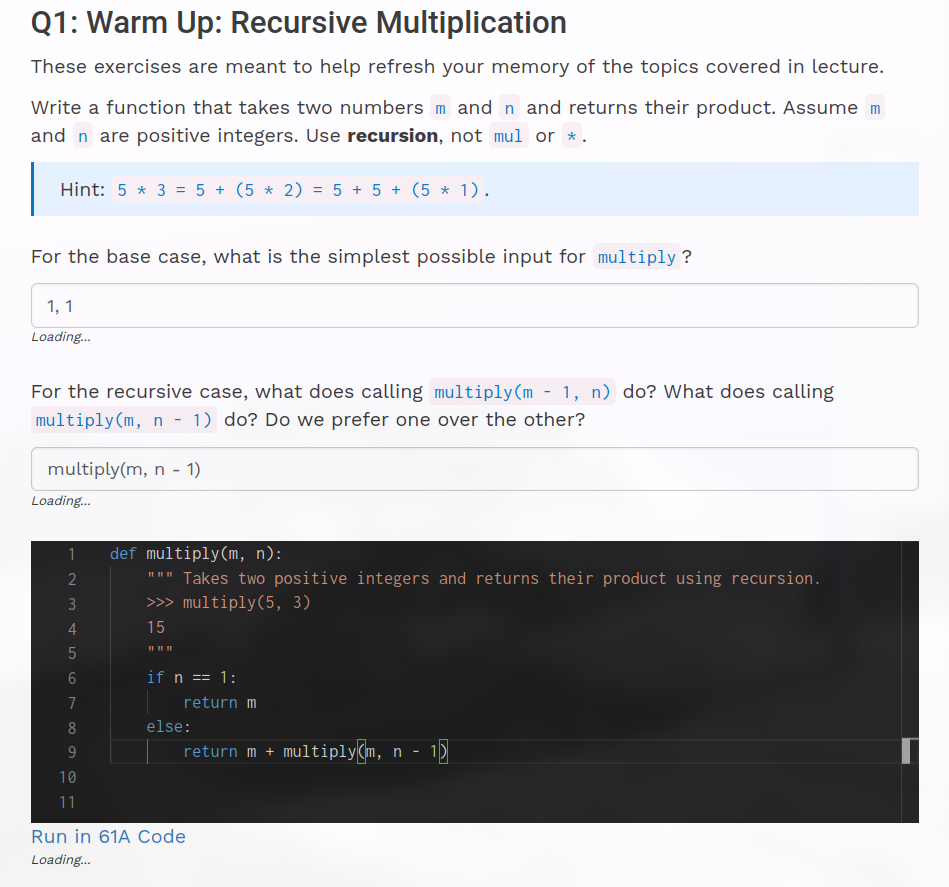 Q1: Warm Up: Recursive Multiplication
These exercises are meant to help refresh your memory of the topics covered in lecture.
Write a function that takes two numbers m and n and returns their product. Assume m
and n are positive integers. Use recursion, not mul or *.
Hint: 5 * 3 = 5 + (5 * 2) = 5 + 5 + (5 * 1).
For the base case, what is the simplest possible input for multiply?
1, 1
Loading...
For the recursive case, what does calling multiply(m - 1, n) do? What does calling
multiply(m, n - 1) do? Do we prefer one over the other?
multiply(m, n - 1)
Loading...
1 def multiply(m, n):
2     """ Takes two positive integers and returns their product using recursion.
3     >>> multiply(5, 3)
4     15
5     """
6     if n == 1:
7         return m
8     else:
9         return m + multiply(m, n - 1)
10
11
Run in 61A Code
Loading...